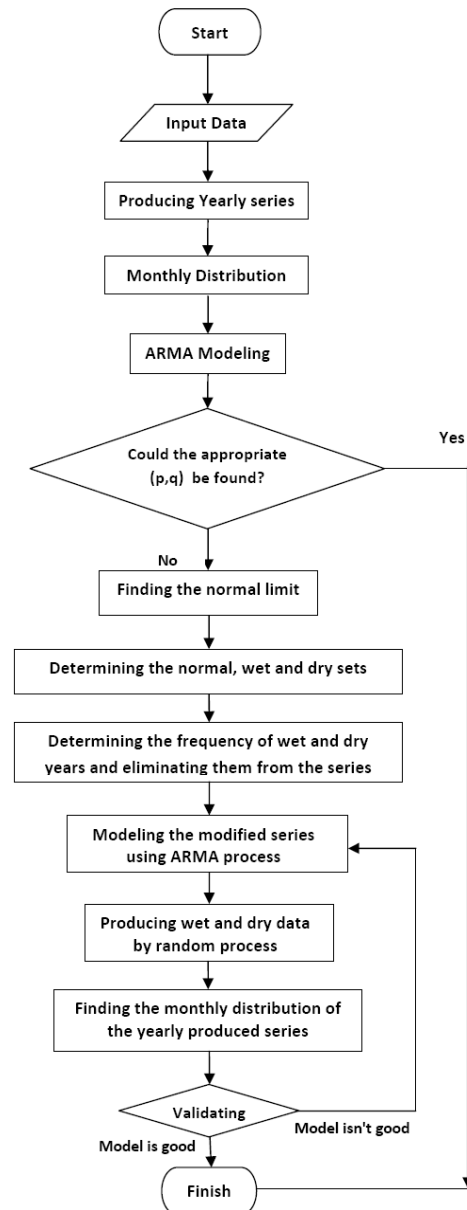 Start
Input Data
Producing Yearly series
Monthly Distribution
ARMA Modeling
Could the appropriate
(p,q) be found?
Yes
No
Finding the normal limit
Determining the normal, wet and dry sets
Determining the frequency of wet and dry
years and eliminating them from the series
Modeling the modified series
using ARMA process
Producing wet and dry data
by random process
Finding the monthly distribution of
the yearly produced series
Validating
Model isn't good
Model is good
Finish